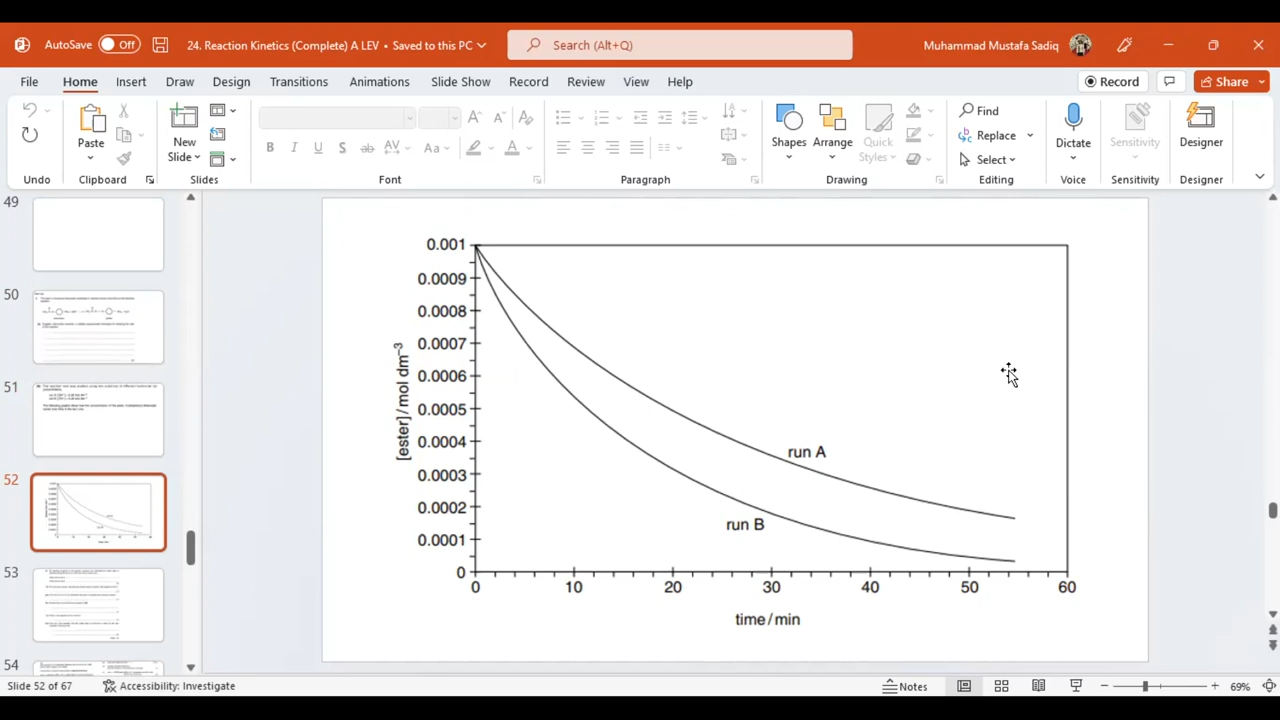 AutoSave Off 24. Reaction Kinetics (Complete) A LEV • Saved to this PC Search (Alt+Q) Muhammad Mustafa Sadiq
File Home Insert Draw Design Transitions Animations Slide Show Record Review View Help Record Share
Paste New Slide B I U S ab AV Aa A Shapes Arrange Quick Styles Find Replace Select Dictate Sensitivity Designer
Undo Clipboard Slides Font Paragraph Drawing Editing Voice Sensitivity Designer
49
50
51
52
53
54
0.001
0.0009
0.0008
0.0007
0.0006
0.0005
0.0004
0.0003
0.0002
0.0001
0
[ester] / mol dm⁻³
run A
run B
0 10 20 30 40 50 60
time / min
Slide 52 of 67 Accessibility: Investigate Notes 69%